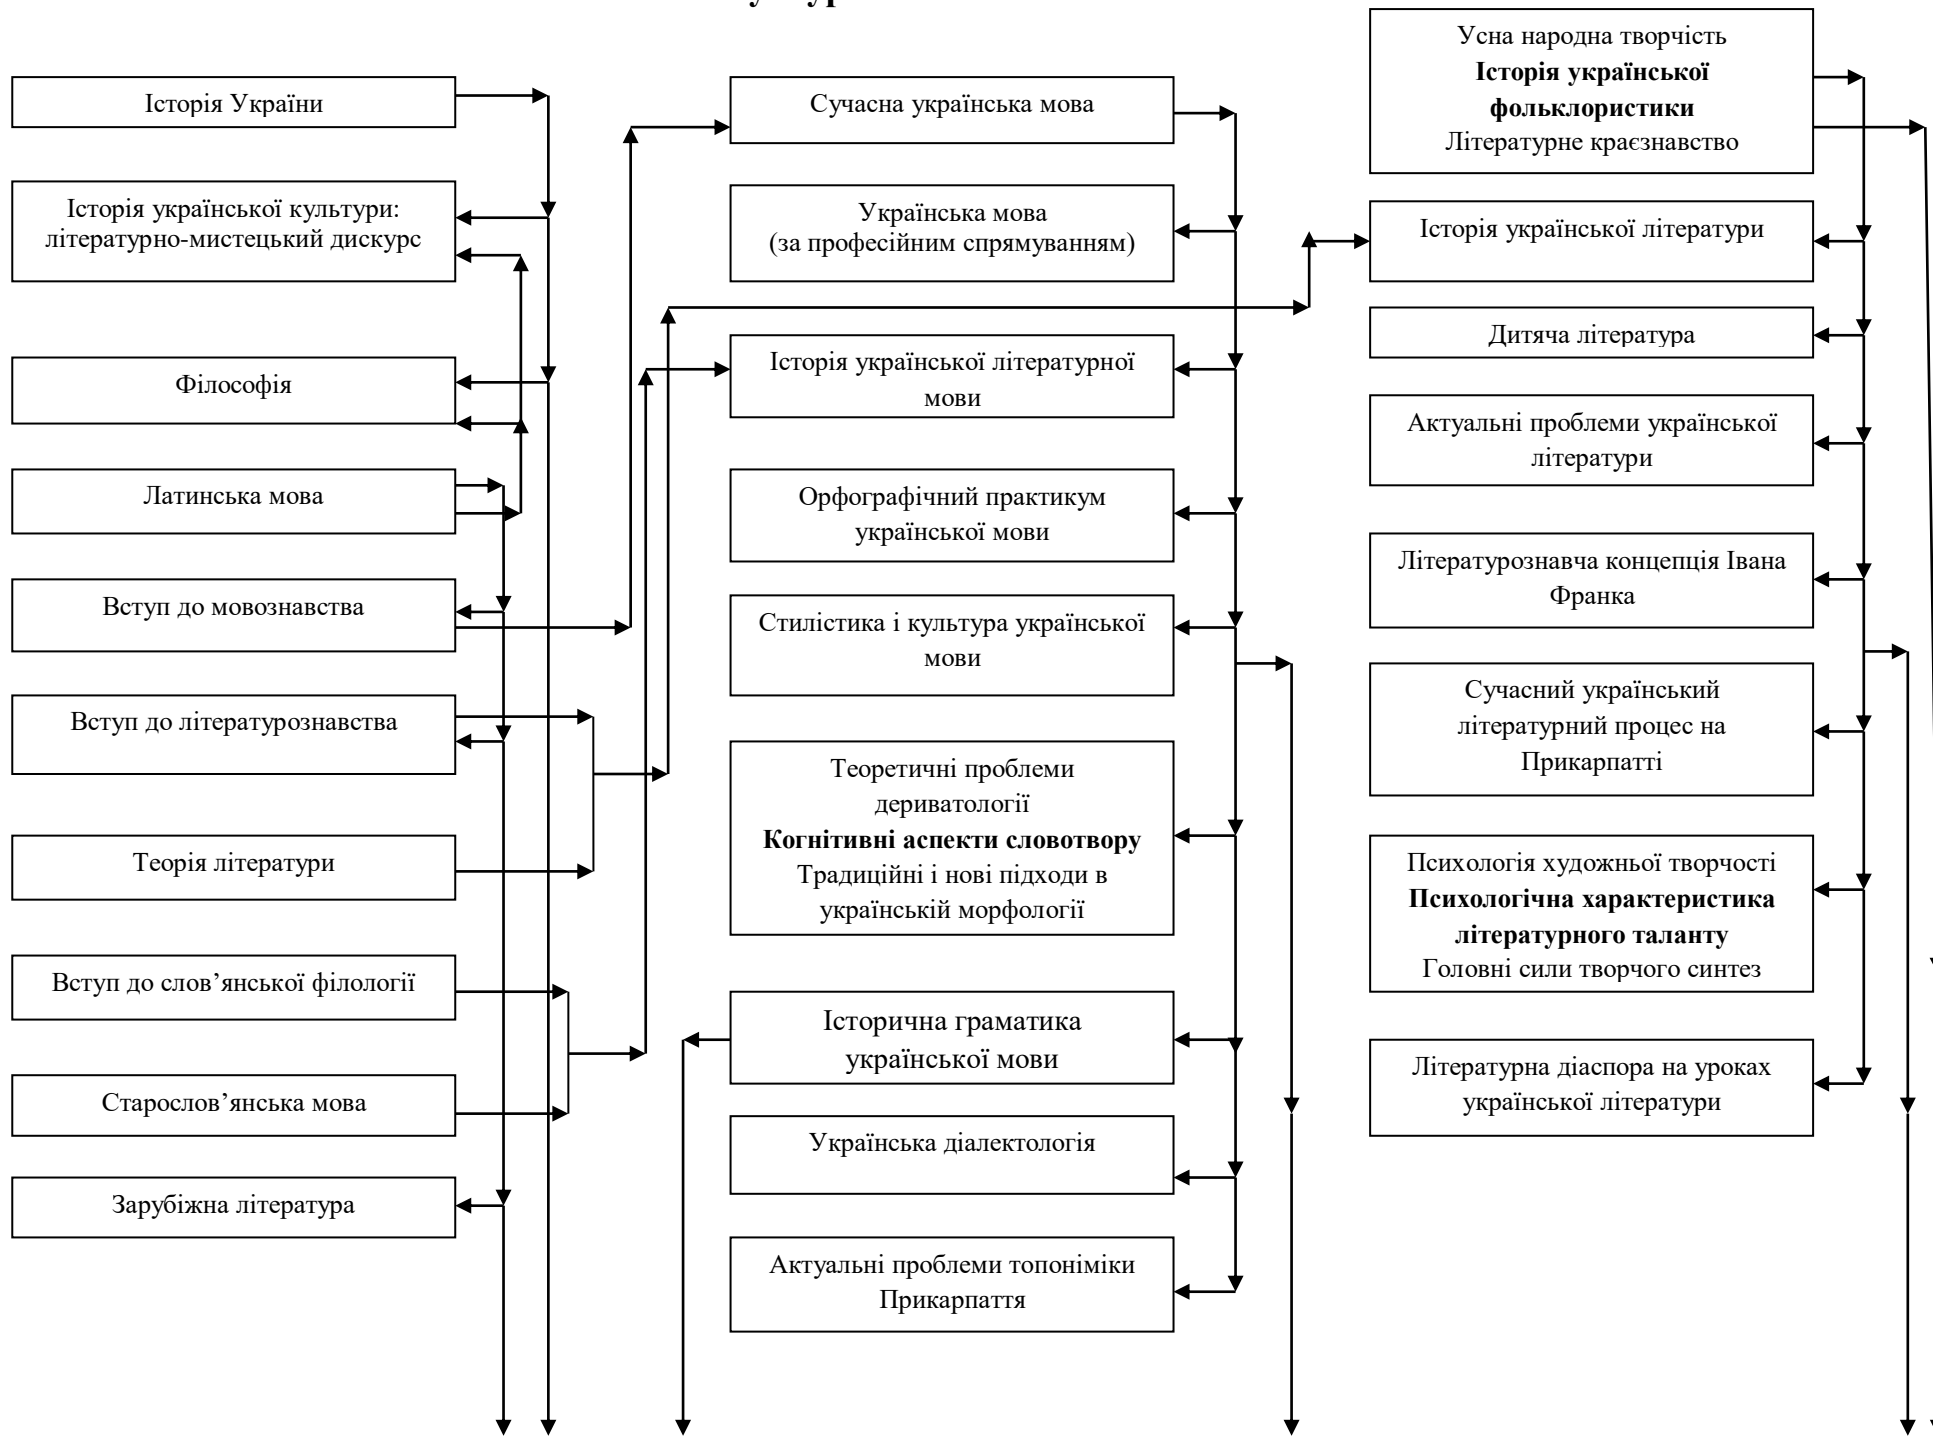 Історія України
Історія української культури:
літературно-мистецький дискурс
Філософія
Латинська мова
Вступ до мовознавства
Вступ до літературознавства
Теорія літератури
Вступ до слов’янської філології
Старослов’янська мова
Зарубіжна література
Сучасна українська мова
Українська мова
(за професійним спрямуванням)
Історія української літературної
мови
Орфографічний практикум
української мови
Стилістика і культура української
мови
Теоретичні проблеми
дериватології
Когнітивні аспекти словотвору
Традиційні і нові підходи в
українській морфології
Історична граматика
української мови
Українська діалектологія
Актуальні проблеми топоніміки
Прикарпаття
Усна народна творчість
Історія української
фольклористики
Літературне краєзнавство
Історія української літератури
Дитяча література
Актуальні проблеми української
літератури
Літературознавча концепція Івана
Франка
Сучасний український
літературний процес на
Прикарпатті
Психологія художньої творчості
Психологічна характеристика
літературного таланту
Головні сили творчого синтез
Літературна діаспора на уроках
української літератури